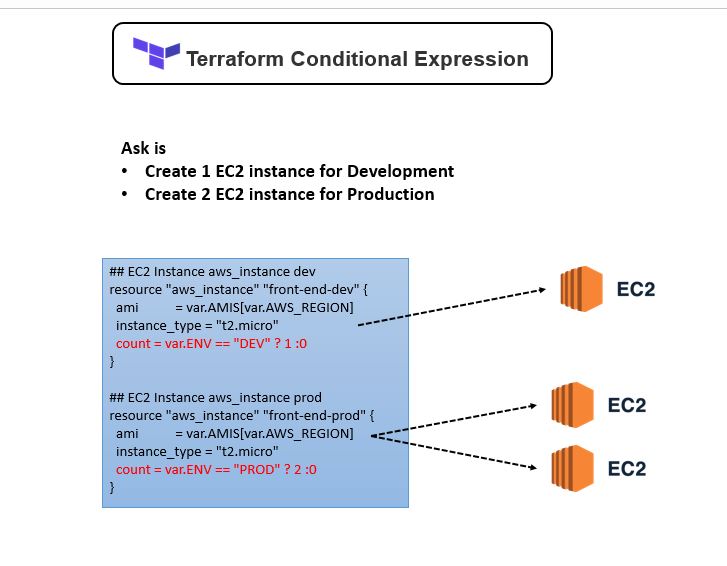 Terraform Conditional Expression
Ask is
• Create 1 EC2 instance for Development
• Create 2 EC2 instance for Production
## EC2 Instance aws_instance dev
resource "aws_instance" "front-end-dev" {
ami = var.AMIS[var.AWS_REGION]
instance_type = "t2.micro"
count = var.ENV == "DEV" ? 1 :0
}
## EC2 Instance aws_instance prod
resource "aws_instance" "front-end-prod" {
ami = var.AMIS[var.AWS_REGION]
instance_type = "t2.micro"
count = var.ENV == "PROD" ? 2 :0
}
EC2
EC2
EC2